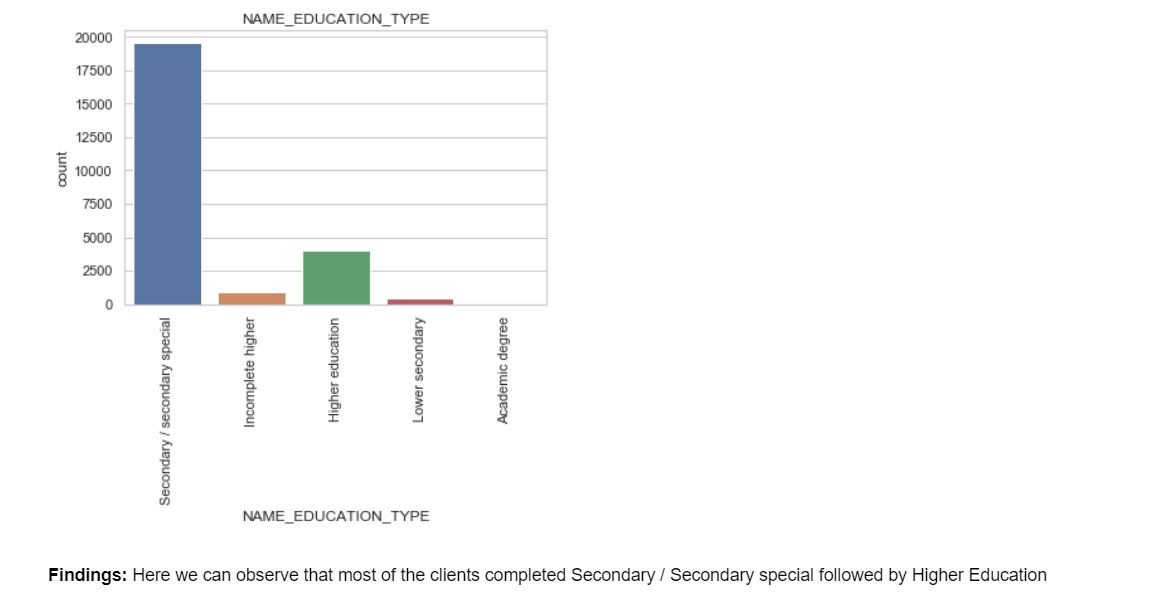 NAME_EDUCATION_TYPE
20000
17500
15000
12500
10000
7500
5000
2500
0
count
Secondary / secondary special
Incomplete higher
Higher education
Lower secondary
Academic degree
NAME_EDUCATION_TYPE
Findings: Here we can observe that most of the clients completed Secondary / Secondary special followed by Higher Education